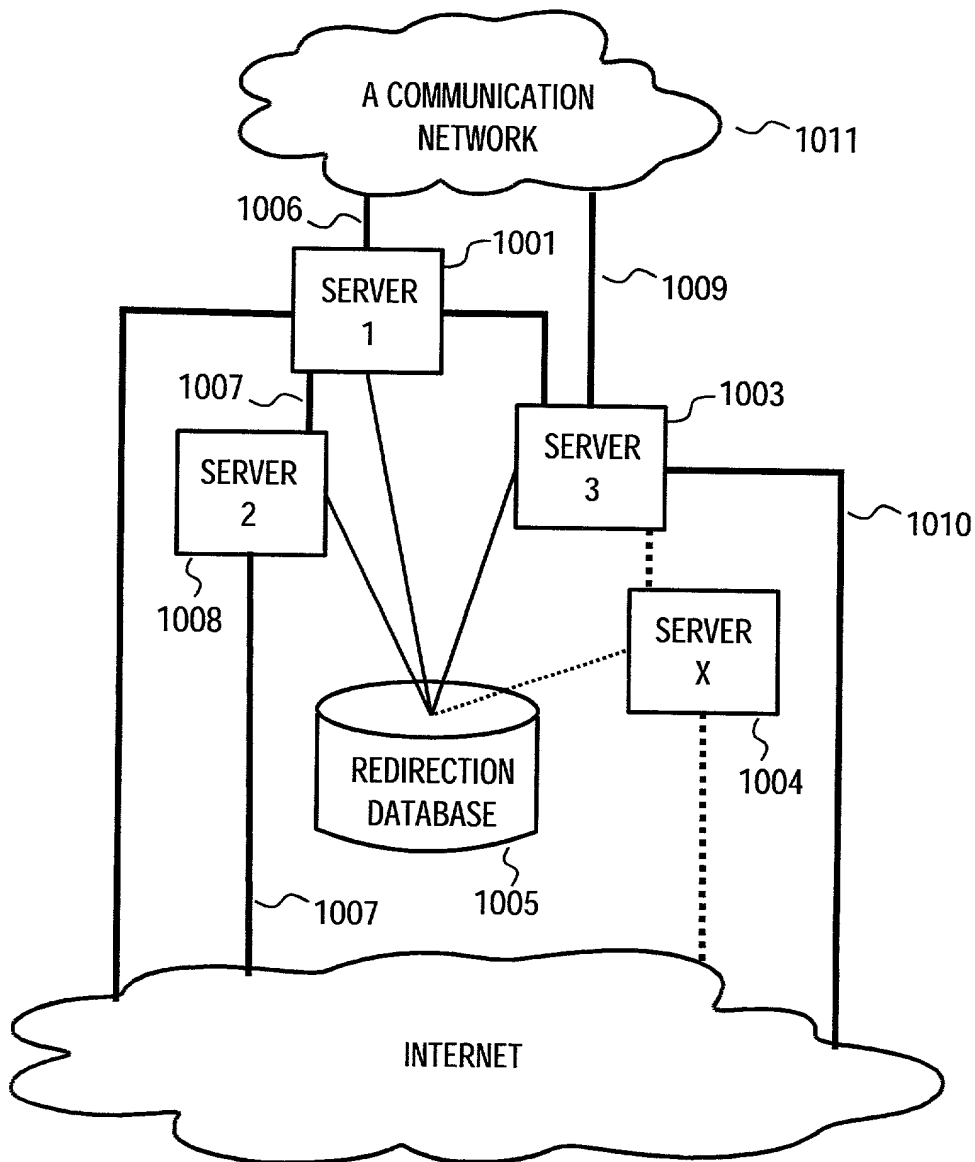 A COMMUNICATION
NETWORK
1011
1006
1001
SERVER
1
1009
1007
1003
SERVER
2
SERVER
3
1010
1008
SERVER
X
1004
REDIRECTION
DATABASE
1005
1007
INTERNET